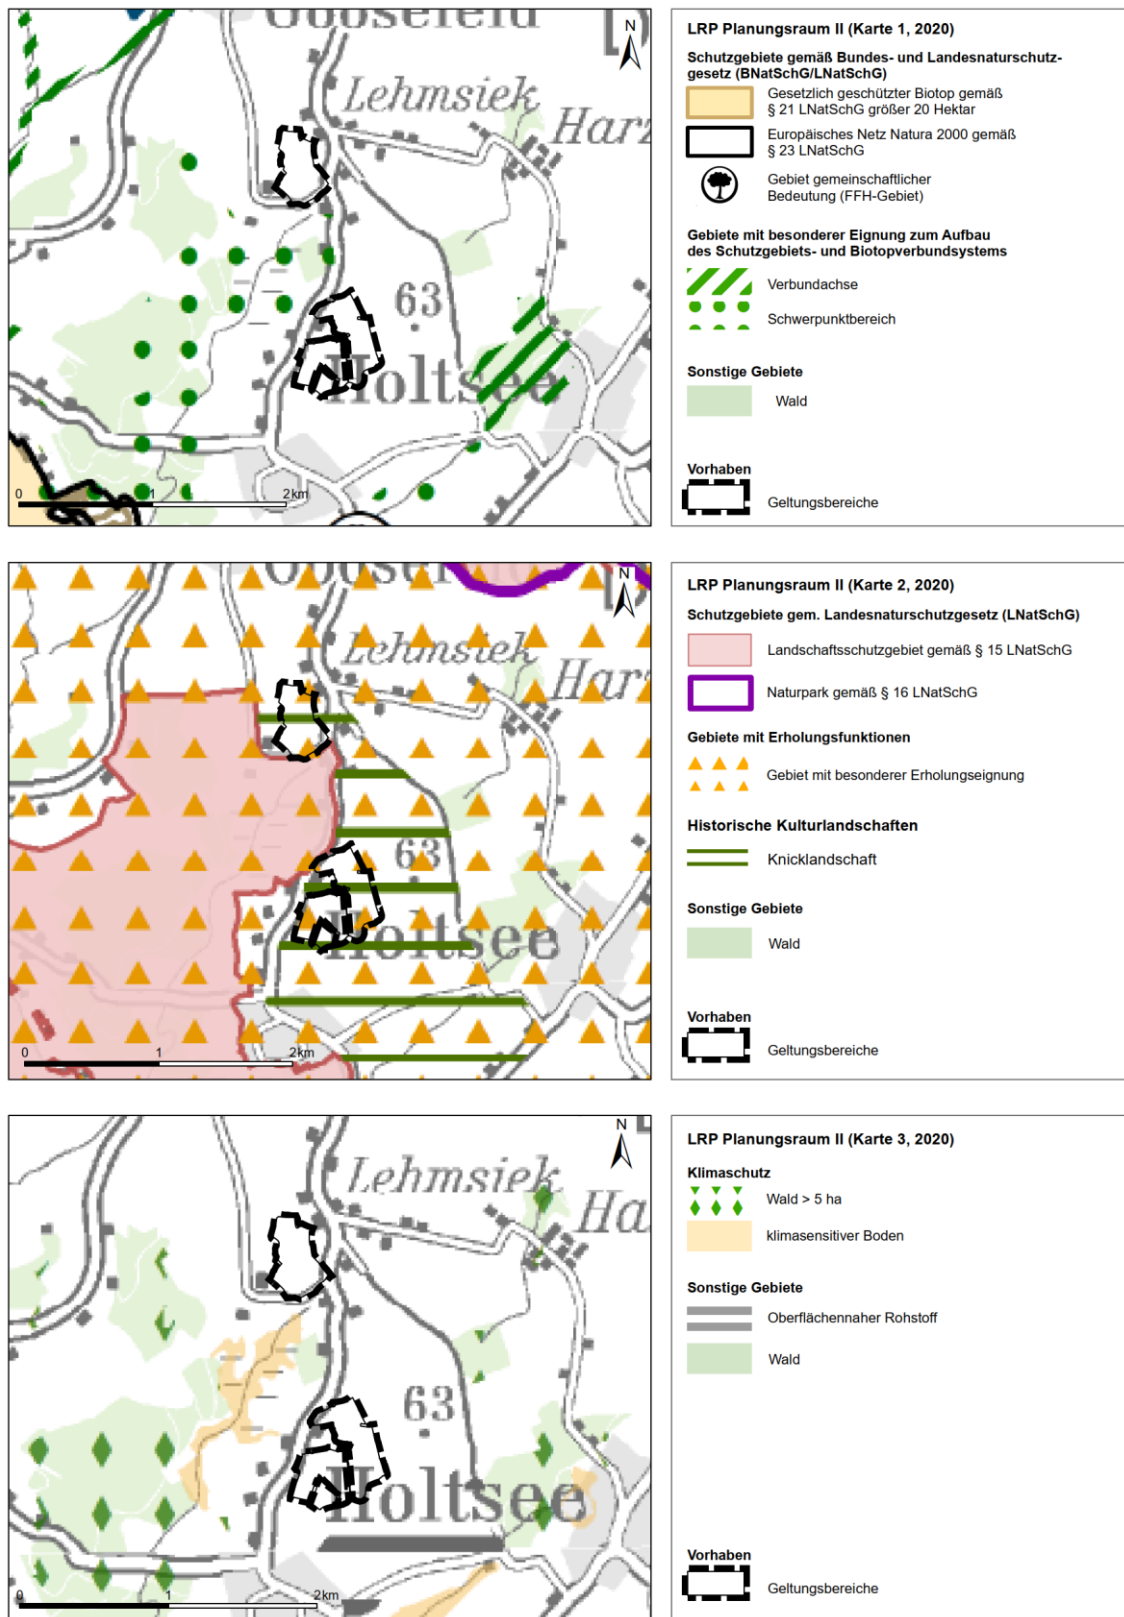 Goosefeld
N
Lehmsiek
Harz
63
Holtsee
0 1 2km
LRP Planungsraum II (Karte 1, 2020)
Schutzgebiete gemäß Bundes- und Landesnaturschutz-
gesetz (BNatSchG/LNatSchG)
Gesetzlich geschützter Biotop gemäß
§ 21 LNatSchG größer 20 Hektar
Europäisches Netz Natura 2000 gemäß
§ 23 LNatSchG
Gebiet gemeinschaftlicher
Bedeutung (FFH-Gebiet)
Gebiete mit besonderer Eignung zum Aufbau
des Schutzgebiets- und Biotopverbundsystems
Verbundachse
Schwerpunktbereich
Sonstige Gebiete
Wald
Vorhaben
Geltungsbereiche
N
Lehmsiek
Harz
63
Holtsee
0 1 2km
LRP Planungsraum II (Karte 2, 2020)
Schutzgebiete gem. Landesnaturschutzgesetz (LNatSchG)
Landschaftsschutzgebiet gemäß § 15 LNatSchG
Naturpark gemäß § 16 LNatSchG
Gebiete mit Erholungsfunktionen
Gebiet mit besonderer Erholungseignung
Historische Kulturlandschaften
Knicklandschaft
Sonstige Gebiete
Wald
Vorhaben
Geltungsbereiche
N
Lehmsiek
Ha
63
Holtsee
0 1 2km
LRP Planungsraum II (Karte 3, 2020)
Klimaschutz
Wald > 5 ha
klimasensitiver Boden
Sonstige Gebiete
Oberflächennaher Rohstoff
Wald
Vorhaben
Geltungsbereiche